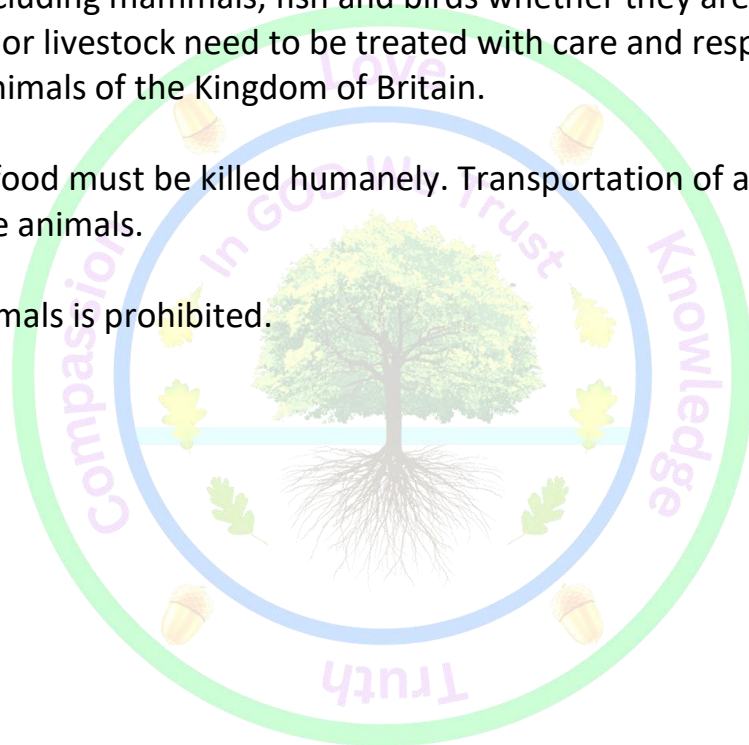 cluding mammals, fish and birds whether they are
or livestock need to be treated with care and resp
nimals of the Kingdom of Britain.
food must be killed humanely. Transportation of a
e animals.
mals is prohibited.
Love
In GOD We Trust
Compassion
Knowledge
Truth